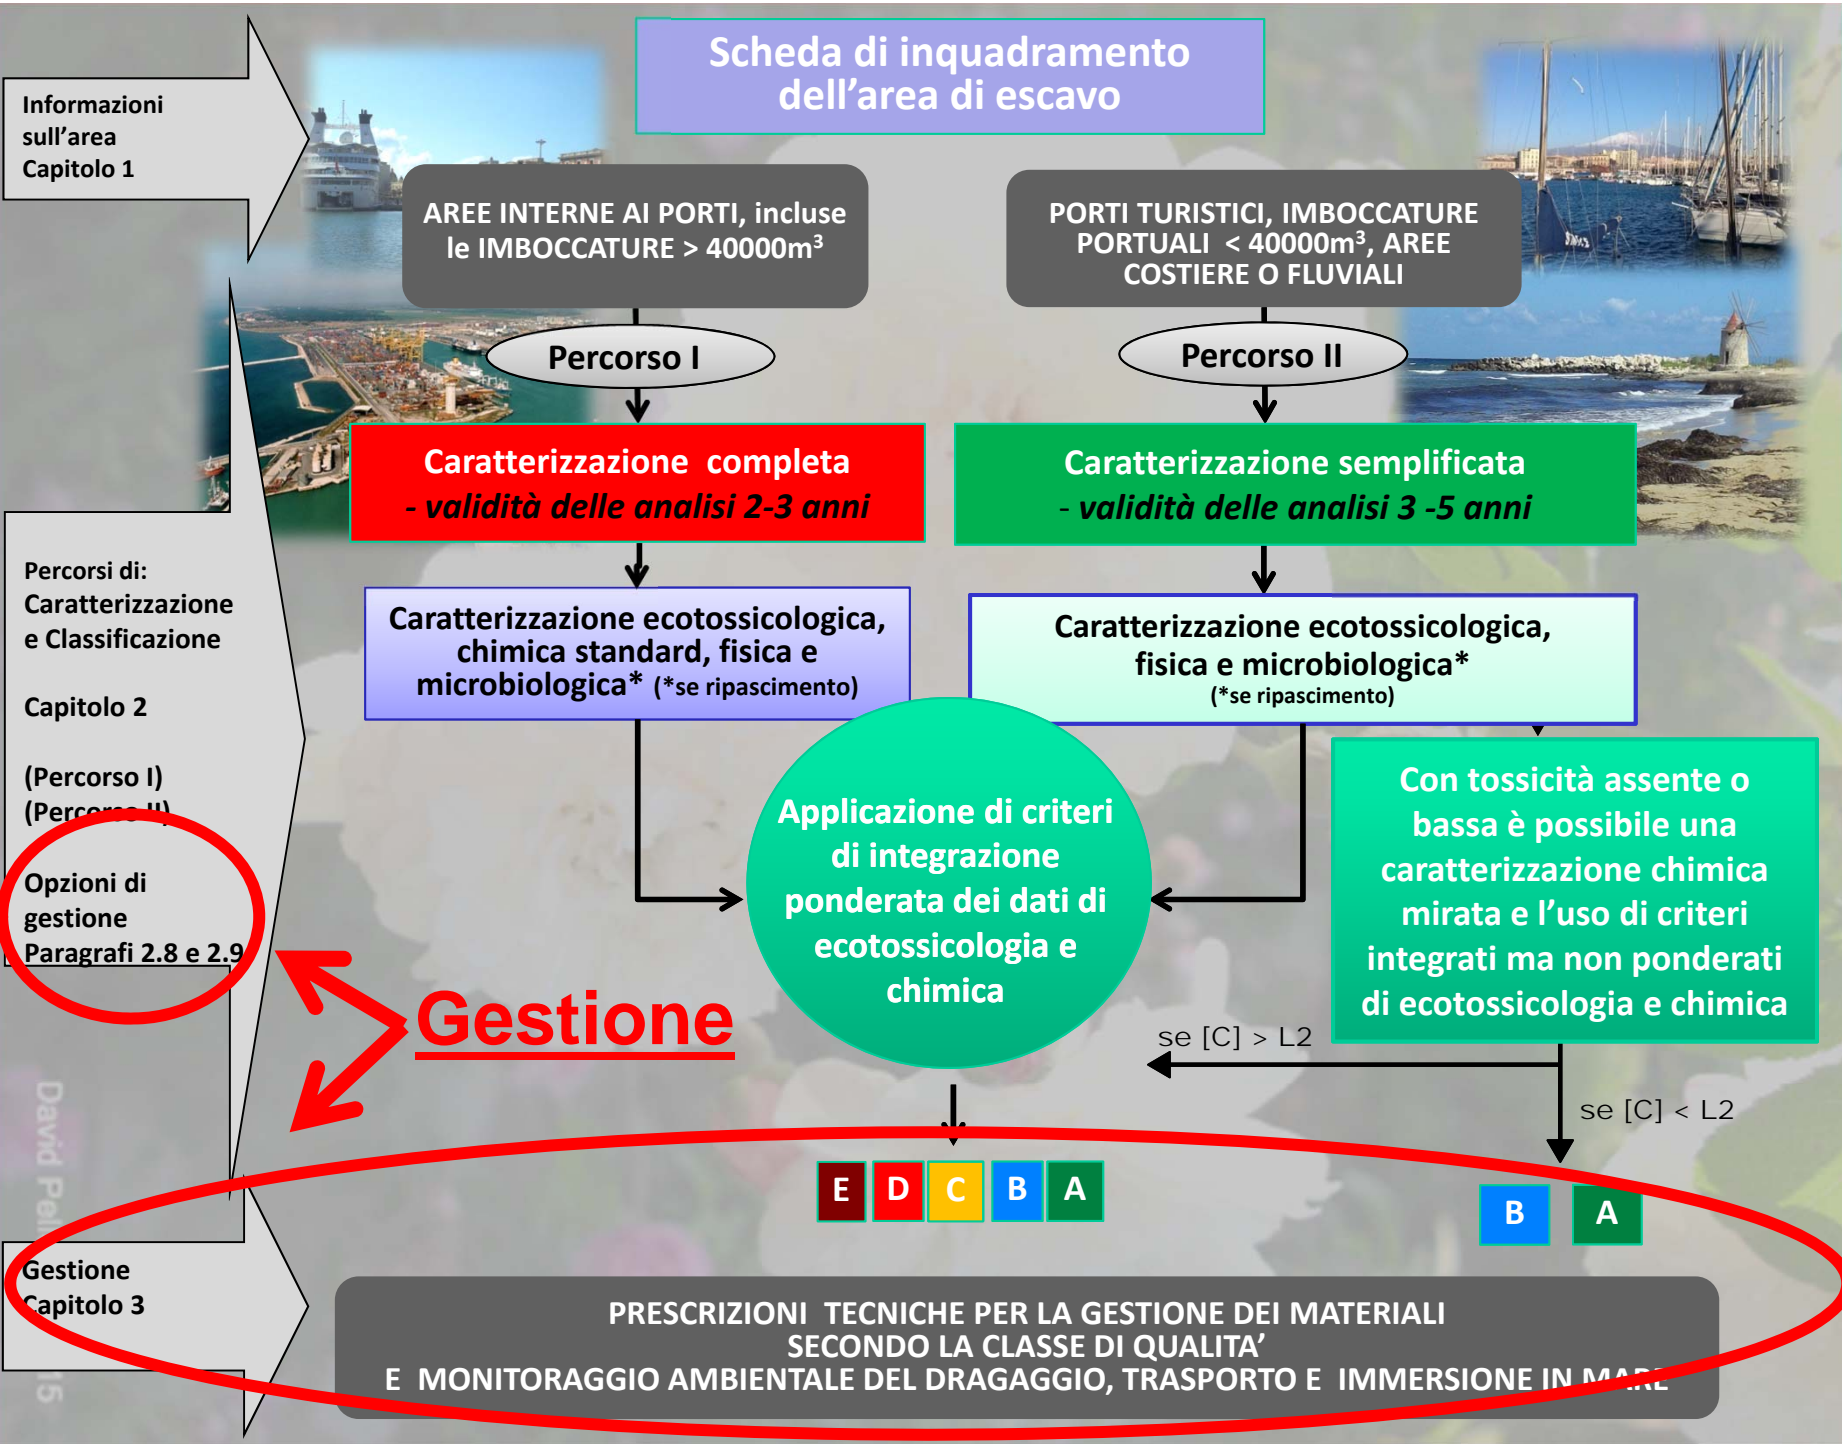 Scheda di inquadramento
dell’area di escavo
Informazioni
sull’area
Capitolo 1
AREE INTERNE AI PORTI, incluse
le IMBOCCATURE > 40000m³
PORTI TURISTICI, IMBOCCATURE
PORTUALI < 40000m³, AREE
COSTIERE O FLUVIALI
Percorso I
Percorso II
Caratterizzazione completa
- validità delle analisi 2-3 anni
Caratterizzazione semplificata
- validità delle analisi 3 -5 anni
Percorsi di:
Caratterizzazione
e Classificazione
Capitolo 2
(Percorso I)
(Percorso II)
Opzioni di
gestione
Paragrafi 2.8 e 2.9
Caratterizzazione ecotossicologica,
chimica standard, fisica e
microbiologica* (*se ripascimento)
Caratterizzazione ecotossicologica,
fisica e microbiologica*
(*se ripascimento)
Applicazione di criteri
di integrazione
ponderata dei dati di
ecotossicologia e
chimica
Con tossicità assente o
bassa è possibile una
caratterizzazione chimica
mirata e l’uso di criteri
integrati ma non ponderati
di ecotossicologia e chimica
Gestione
se [C] > L2
se [C] < L2
E D C B A
B A
Gestione
Capitolo 3
PRESCRIZIONI TECNICHE PER LA GESTIONE DEI MATERIALI
SECONDO LA CLASSE DI QUALITA’
E MONITORAGGIO AMBIENTALE DEL DRAGAGGIO, TRASPORTO E IMMERSIONE IN MARE
David